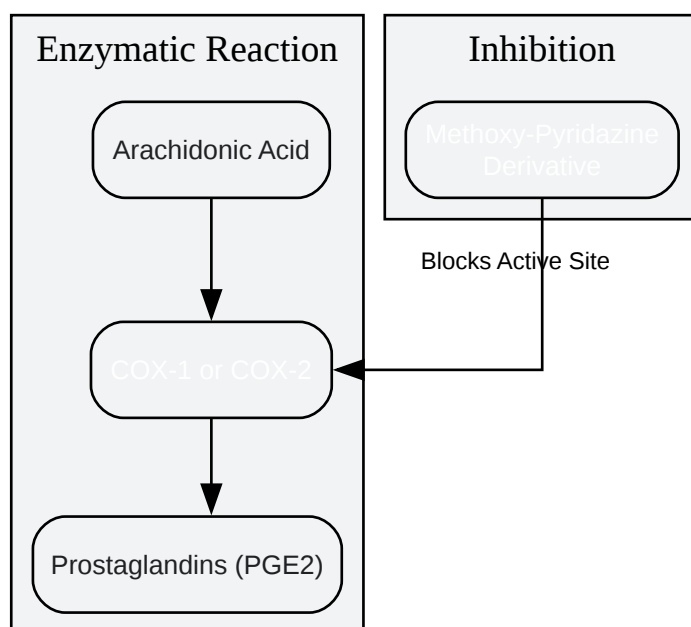 Enzymatic Reaction
Inhibition
Arachidonic Acid
Methoxy-Pyridazine
Derivative
Blocks Active Site
COX-1 or COX-2
Prostaglandins (PGE2)